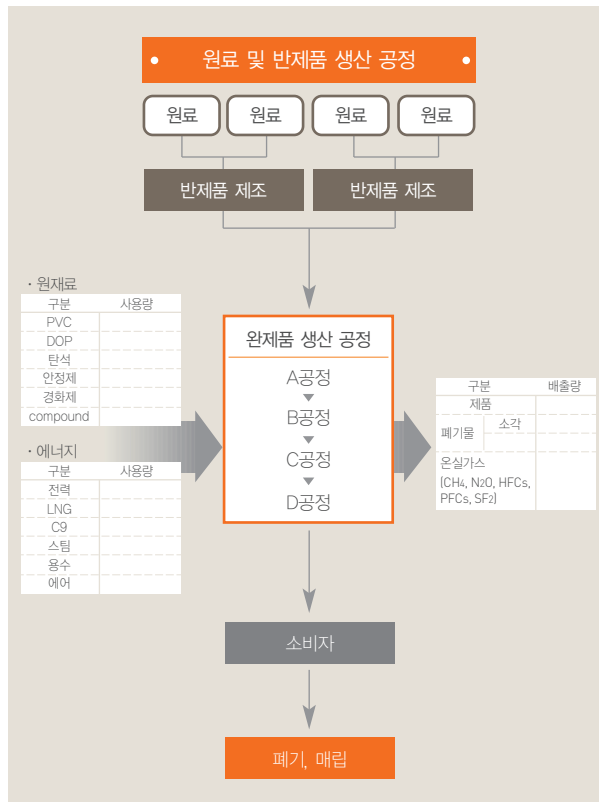 원료 및 반제품 생산 공정
원료 원료 원료 원료
반제품 제조 반제품 제조
· 원재료
구분 사용량
PVC
DOP
탄석
안정제
경화제
compound
· 에너지
구분 사용량
전력
LNG
C9
스팀
용수
에어
완제품 생산 공정
A공정
B공정
C공정
D공정
구분 배출량
제품
폐기물 소각
온실가스
(CH4, N2O, HFCs,
PFCs, SF2)
소비자
폐기, 매립